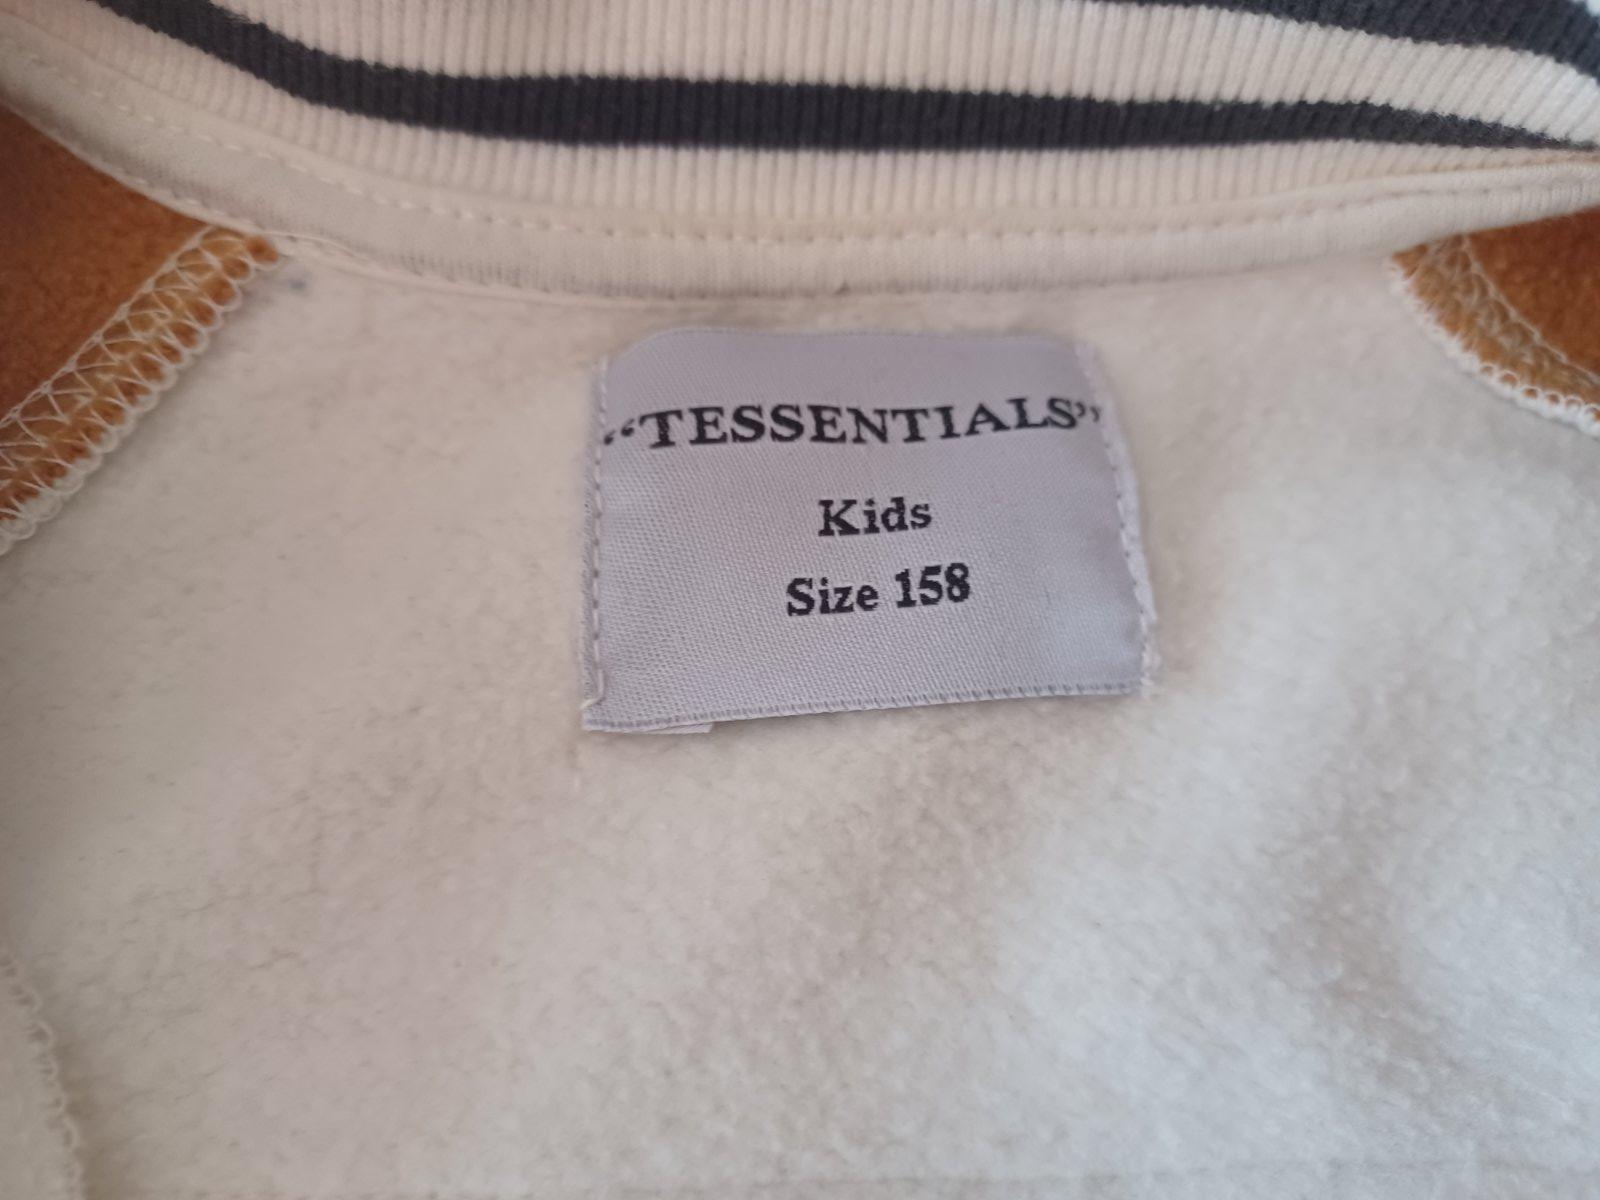 “TESSENTIALS”
Kids
Size 158